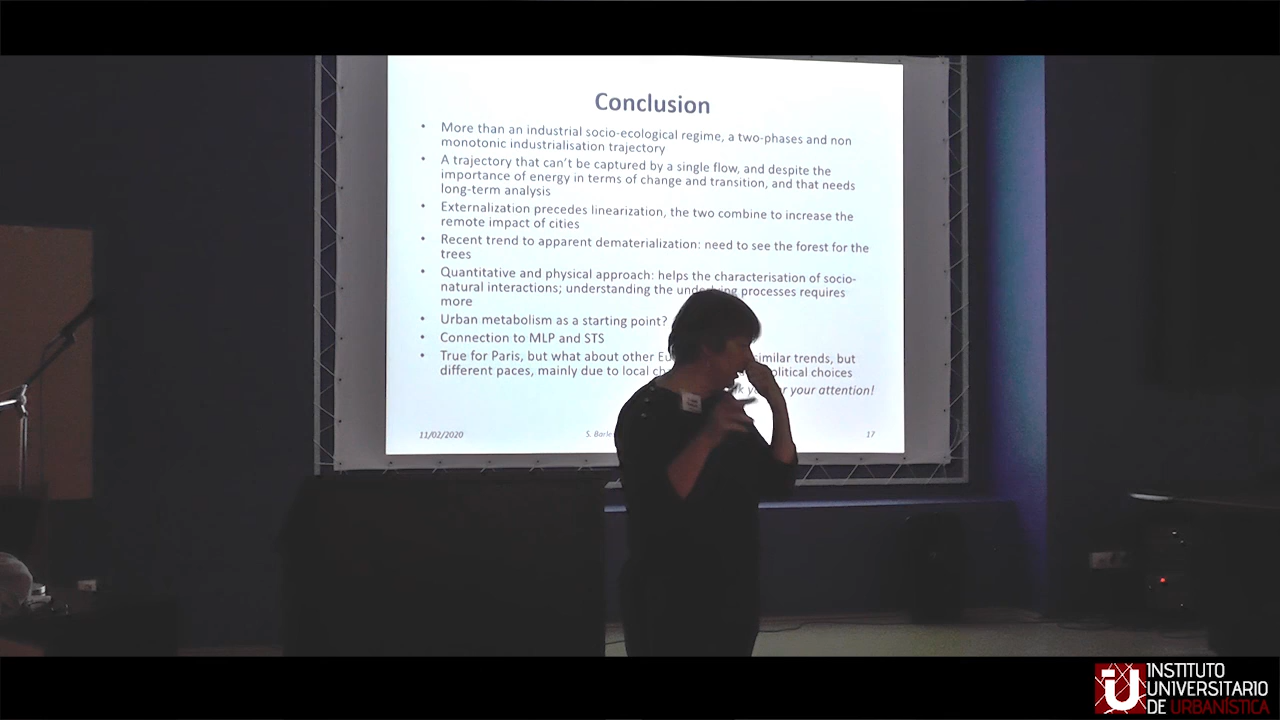 Conclusion
• More than an industrial socio-ecological regime, a two-phases and non
monotonic industrialisation trajectory
• A trajectory that can't be captured by a single flow, and despite the
importance of energy in terms of change and transition, and that needs
long-term analysis
• Externalization precedes linearization, the two combine to increase the
remote impact of cities
• Recent trend to apparent dematerialization: need to see the forest for the
trees
• Quantitative and physical approach: helps the characterisation of socio-
natural interactions; understanding the underlying processes requires
more
• Urban metabolism as a starting point?
• Connection to MLP and STS
• True for Paris, but what about other similar trends, but
different paces, mainly due to local political choices
your attention!
11/02/2020 S. 17
INSTITUTO
UNIVERSITARIO
DE URBANÍSTICA